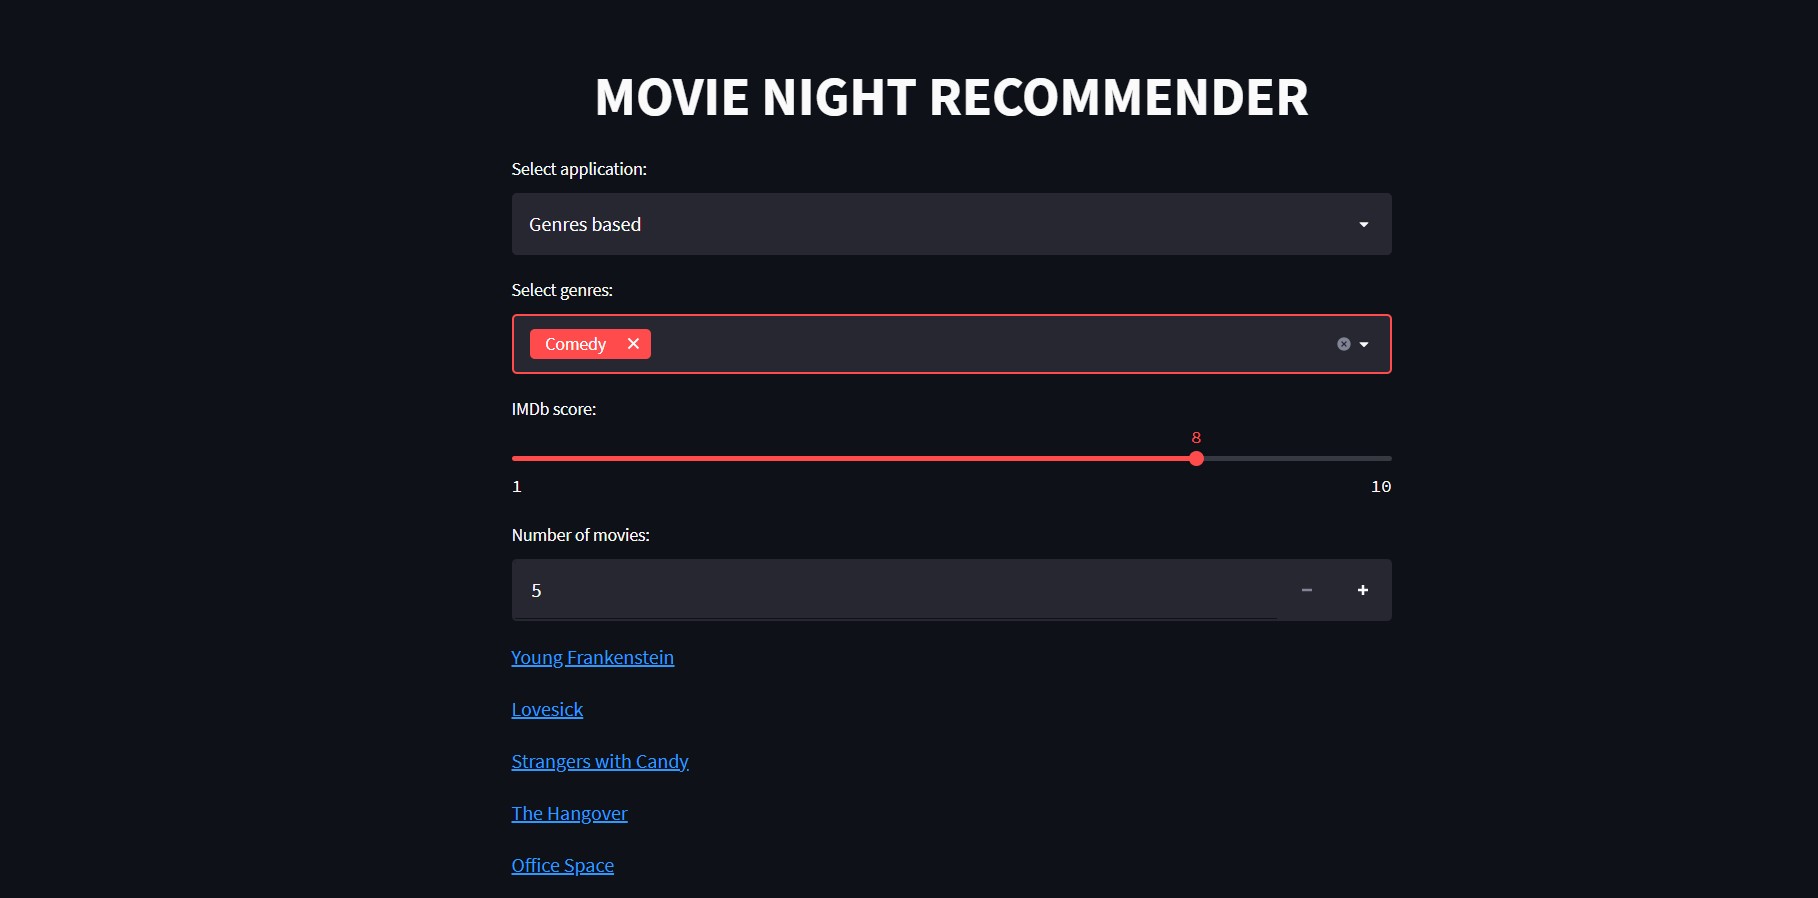 MOVIE NIGHT RECOMMENDER
Select application:
Genres based
Select genres:
Comedy
IMDb score:
8
1 10
Number of movies:
5
Young Frankenstein
Lovesick
Strangers with Candy
The Hangover
Office Space